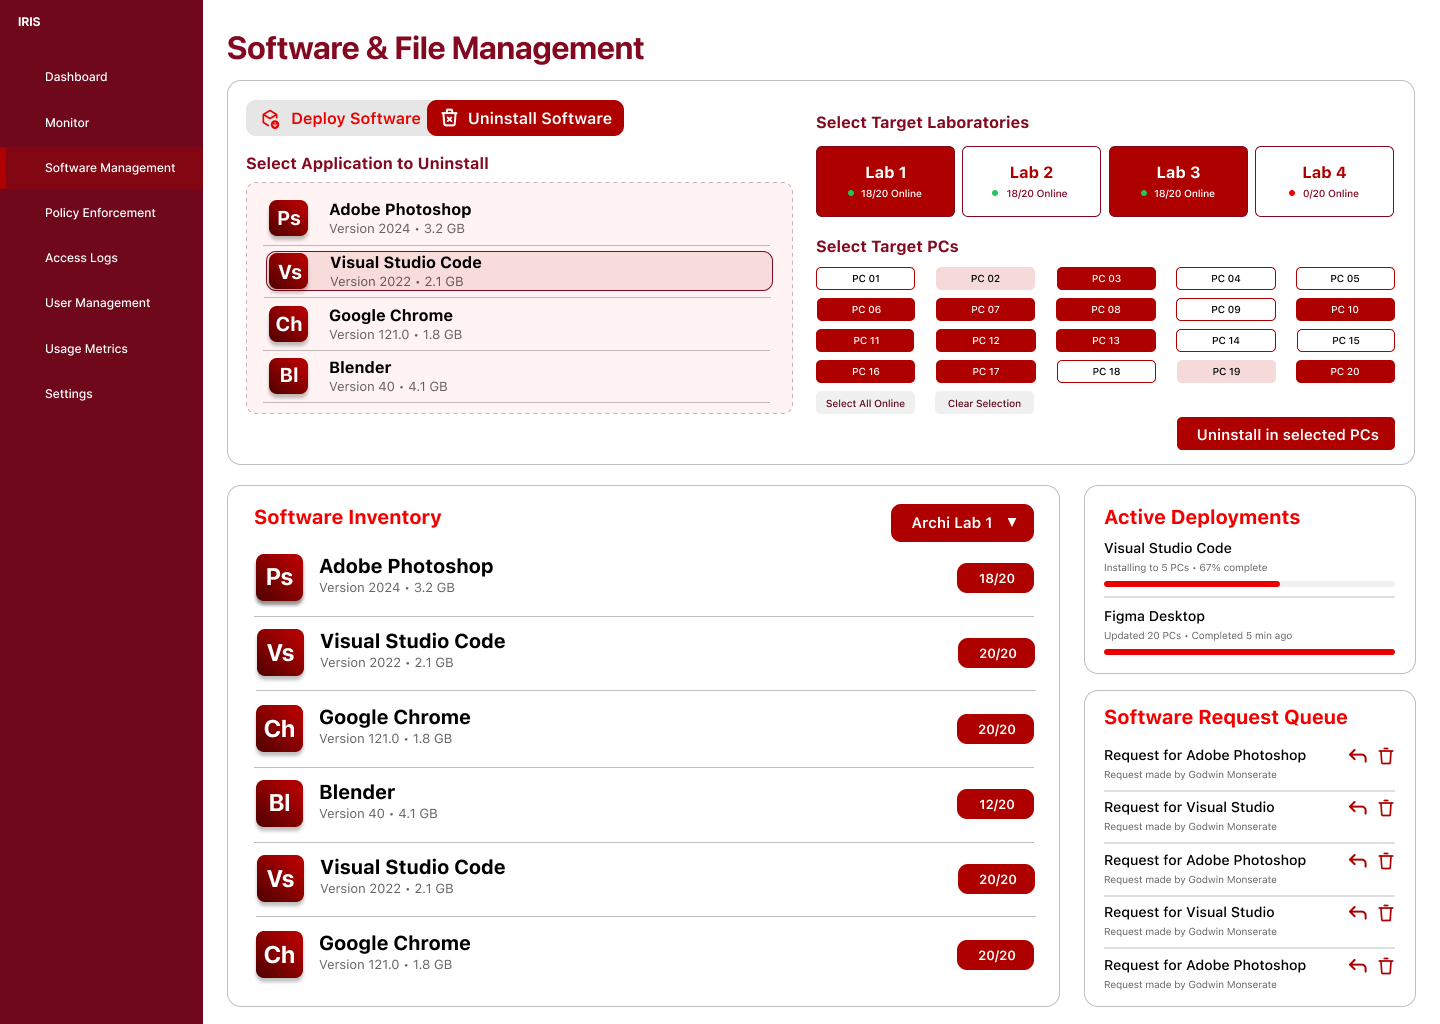 IRIS
Dashboard
Monitor
Software Management
Policy Enforcement
Access Logs
User Management
Usage Metrics
Settings
Software & File Management
Deploy Software
Uninstall Software
Select Application to Uninstall
Ps
Adobe Photoshop
Version 2024 • 3.2 GB
Vs
Visual Studio Code
Version 2022 • 2.1 GB
Ch
Google Chrome
Version 121.0 • 1.8 GB
Bl
Blender
Version 40 • 4.1 GB
Select Target Laboratories
Lab 1
18/20 Online
Lab 2
18/20 Online
Lab 3
18/20 Online
Lab 4
0/20 Online
Select Target PCs
PC 01 PC 02 PC 03 PC 04 PC 05
PC 06 PC 07 PC 08 PC 09 PC 10
PC 11 PC 12 PC 13 PC 14 PC 15
PC 16 PC 17 PC 18 PC 19 PC 20
Select All Online Clear Selection
Uninstall in selected PCs
Software Inventory
Archi Lab 1 ▼
Ps
Adobe Photoshop
Version 2024 • 3.2 GB
18/20
Vs
Visual Studio Code
Version 2022 • 2.1 GB
20/20
Ch
Google Chrome
Version 121.0 • 1.8 GB
20/20
Bl
Blender
Version 40 • 4.1 GB
12/20
Vs
Visual Studio Code
Version 2022 • 2.1 GB
20/20
Ch
Google Chrome
Version 121.0 • 1.8 GB
20/20
Active Deployments
Visual Studio Code
Installing to 5 PCs • 67% complete
Figma Desktop
Updated 20 PCs • Completed 5 min ago
Software Request Queue
Request for Adobe Photoshop
Request made by Godwin Monserate
Request for Visual Studio
Request made by Godwin Monserate
Request for Adobe Photoshop
Request made by Godwin Monserate
Request for Visual Studio
Request made by Godwin Monserate
Request for Adobe Photoshop
Request made by Godwin Monserate